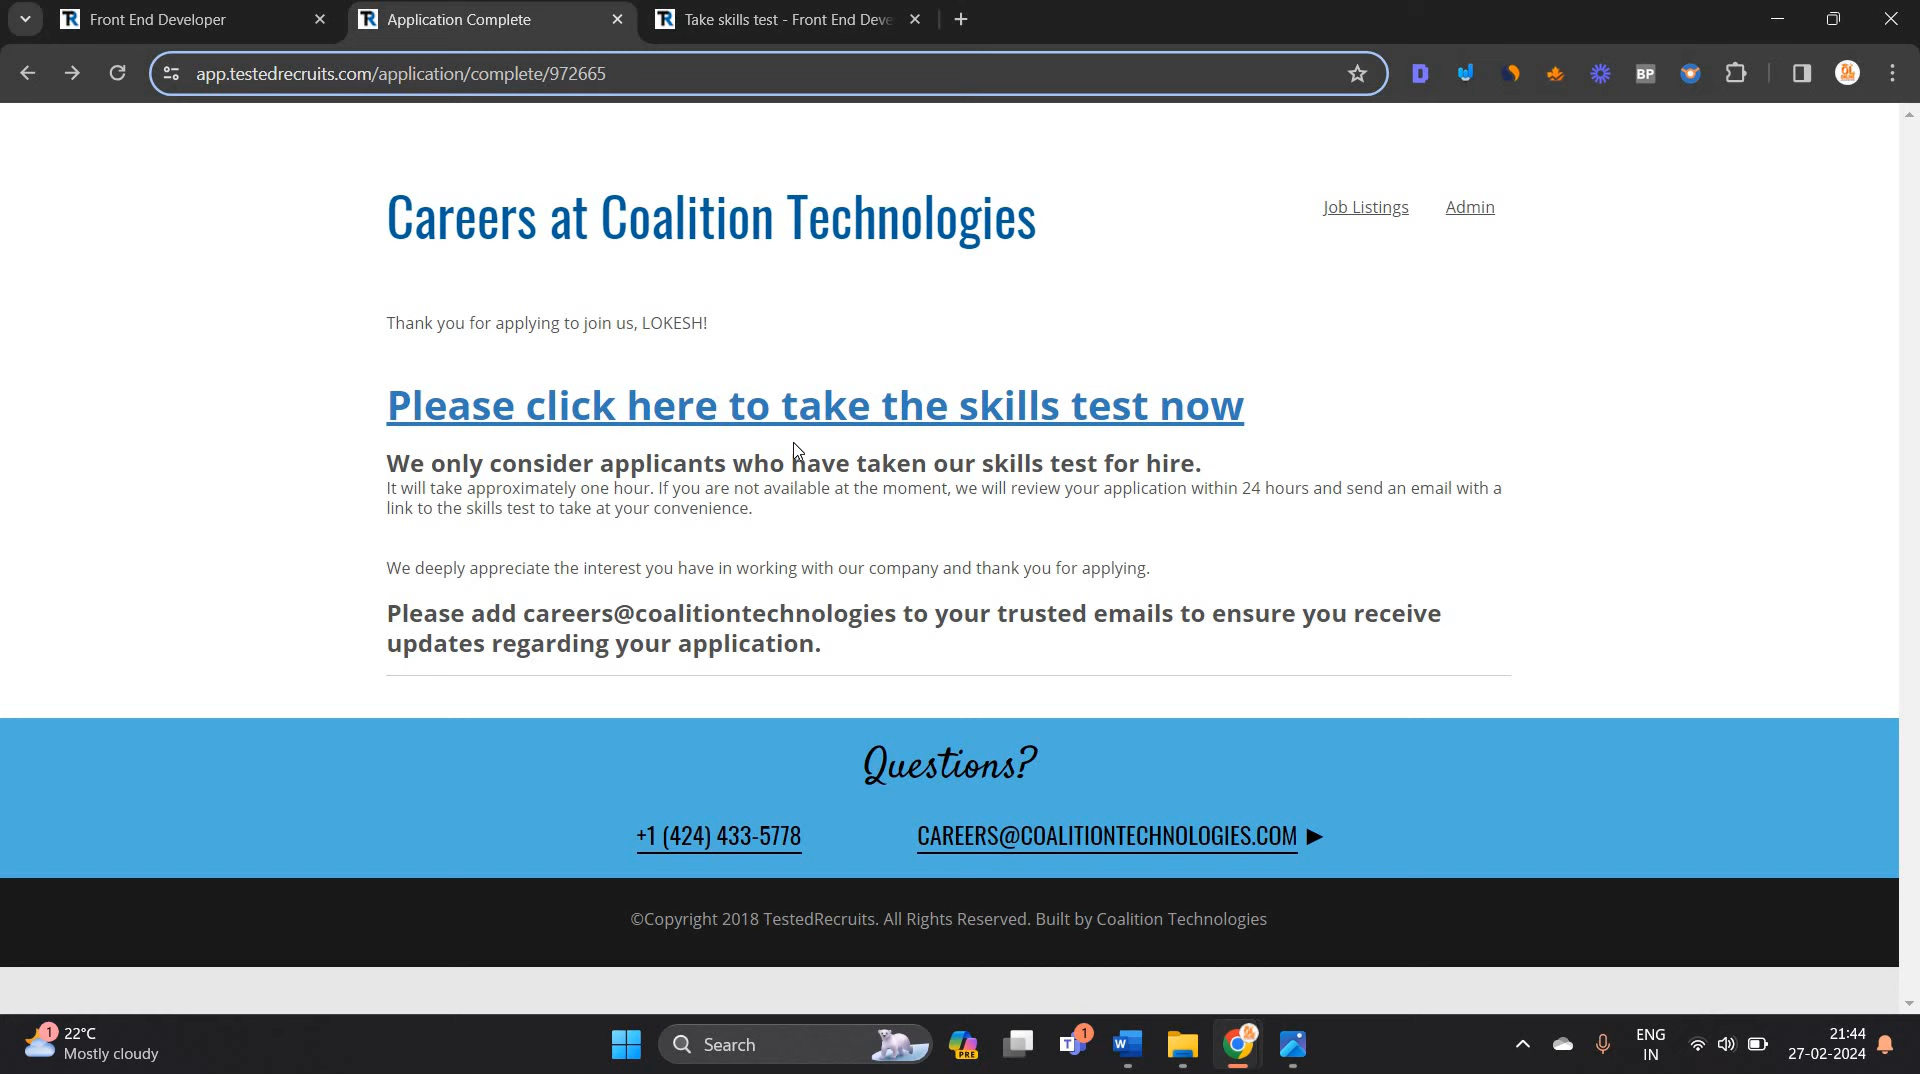 Front End Developer
Application Complete
Take skills test - Front End Deve
app.testedrecruits.com/application/complete/972665
BP
Careers at Coalition Technologies
Job Listings
Admin
Thank you for applying to join us, LOKESH!
Please click here to take the skills test now
We only consider applicants who have taken our skills test for hire.
It will take approximately one hour. If you are not available at the moment, we will review your application within 24 hours and send an email with a
link to the skills test to take at your convenience.
We deeply appreciate the interest you have in working with our company and thank you for applying.
Please add careers@coalitiontechnologies to your trusted emails to ensure you receive
updates regarding your application.
Questions?
+1 (424) 433-5778
CAREERS@COALITIONTECHNOLOGIES.COM ▶
©Copyright 2018 TestedRecruits. All Rights Reserved. Built by Coalition Technologies
1
22°C
Mostly cloudy
Search
PRE
1
ENG
IN
21:44
27-02-2024